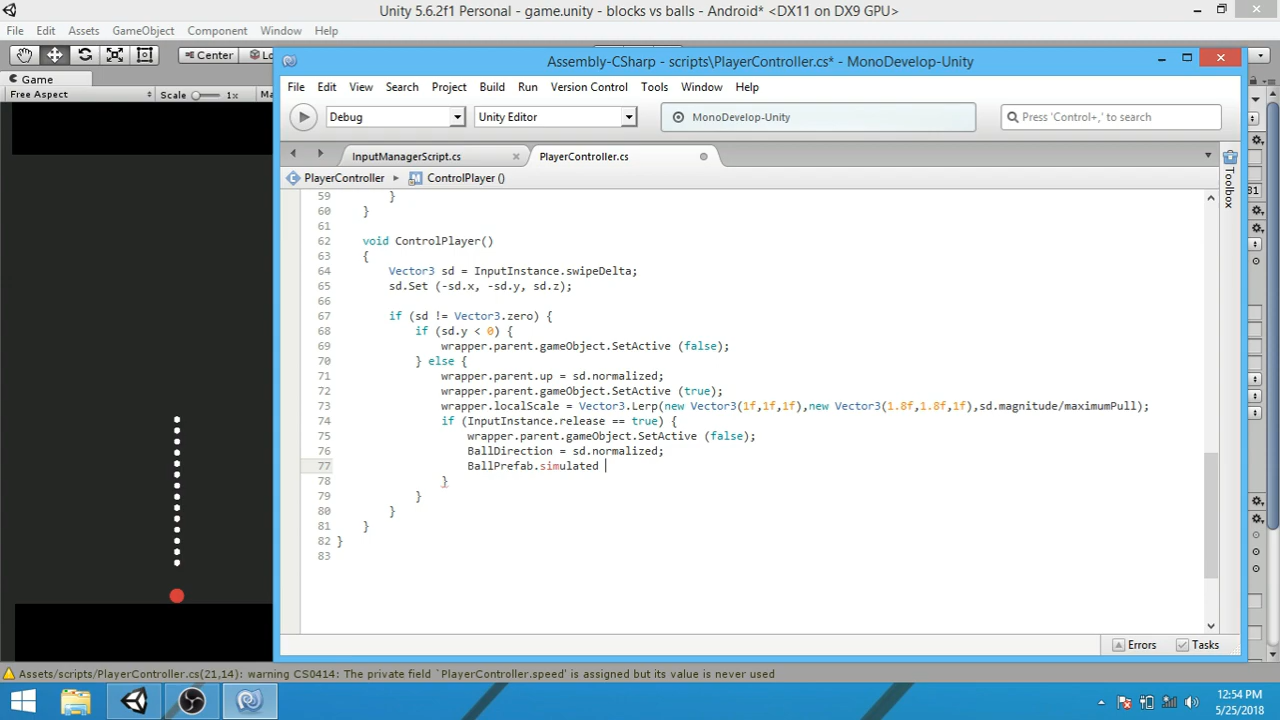 Unity 5.6.2f1 Personal - game.unity - blocks vs balls - Android* <DX11 on DX9 GPU>
File Edit Assets GameObject Component Window Help
Center
Game
Free Aspect Scale 1x
Assembly-CSharp - scripts\PlayerController.cs* - MonoDevelop-Unity
File Edit View Search Project Build Run Version Control Tools Window Help
Debug Unity Editor MonoDevelop-Unity Press 'Control+,' to search
InputManagerScript.cs PlayerController.cs
PlayerController ControlPlayer ()
Toolbox
81
59 }
60 }
61
62 void ControlPlayer()
63 {
64 Vector3 sd = InputInstance.swipeDelta;
65 sd.Set (-sd.x, -sd.y, sd.z);
66
67 if (sd != Vector3.zero) {
68 if (sd.y < 0) {
69 wrapper.parent.gameObject.SetActive (false);
70 } else {
71 wrapper.parent.up = sd.normalized;
72 wrapper.parent.gameObject.SetActive (true);
73 wrapper.localScale = Vector3.Lerp(new Vector3(1f,1f,1f),new Vector3(1.8f,1.8f,1f),sd.magnitude/maximumPull);
74 if (InputInstance.release == true) {
75 wrapper.parent.gameObject.SetActive (false);
76 BallDirection = sd.normalized;
77 BallPrefab.simulated
78 }
79 }
80 }
81 }
82 }
83
Errors Tasks
Assets/scripts/PlayerController.cs(21,14): warning CS0414: The private field `PlayerController.speed' is assigned but its value is never used
12:54 PM
5/25/2018